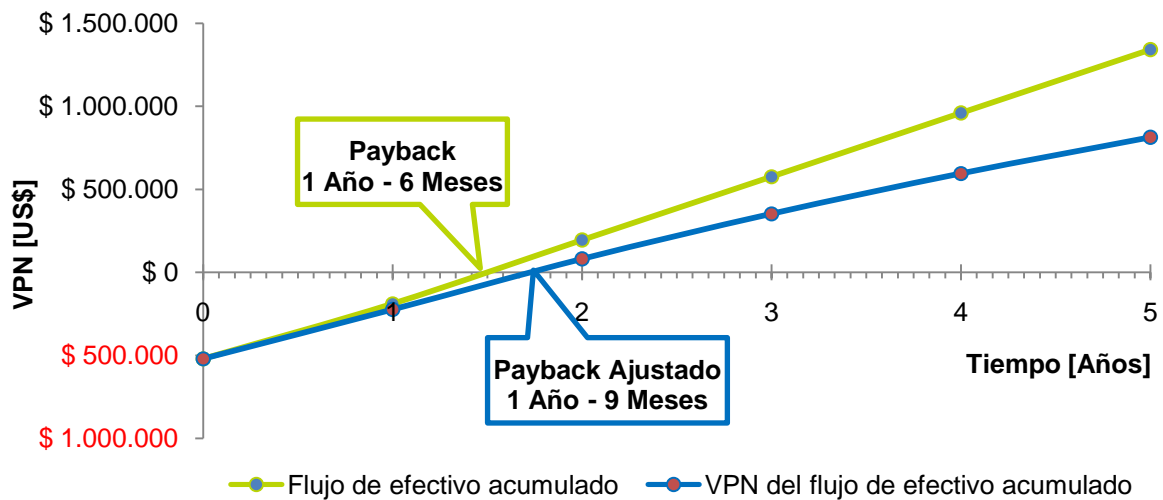 $ 1.500.000
$ 1.000.000
$ 500.000
$ 0
$ 500.000
$ 1.000.000
VPN [US$]
Payback
1 Año - 6 Meses
0 1 2 3 4 5
Payback Ajustado
1 Año - 9 Meses
Tiempo [Años]
Flujo de efectivo acumulado
VPN del flujo de efectivo acumulado